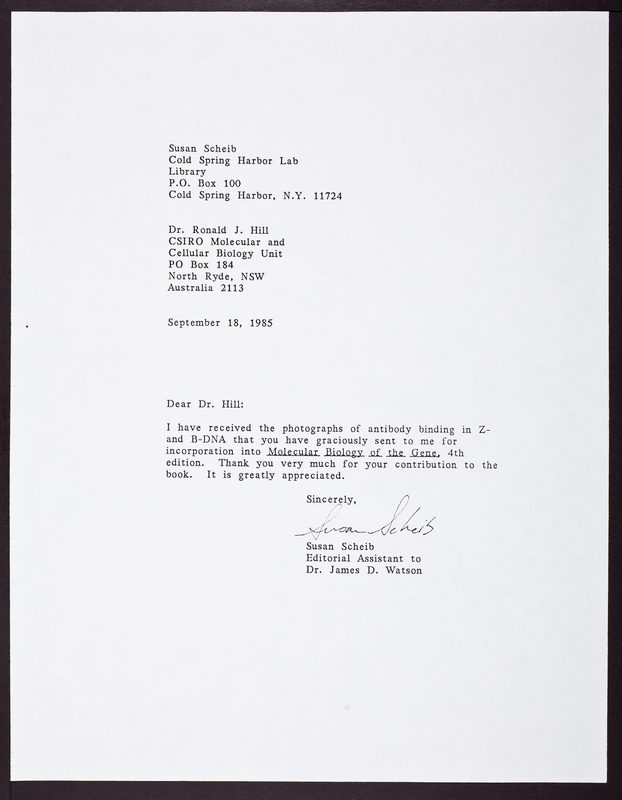 Susan Scheib
Cold Spring Harbor Lab
Library
P.O. Box 100
Cold Spring Harbor, N.Y. 11724
Dr. Ronald J. Hill
CSIRO Molecular and
Cellular Biology Unit
PO Box 184
North Ryde, NSW
Australia 2113
September 18, 1985
Dear Dr. Hill:
I have received the photographs of antibody binding in Z-
and B-DNA that you have graciously sent to me for
incorporation into Molecular Biology of the Gene, 4th
edition. Thank you very much for your contribution to the
book. It is greatly appreciated.
Sincerely,
Susan Scheib
Susan Scheib
Editorial Assistant to
Dr. James D. Watson